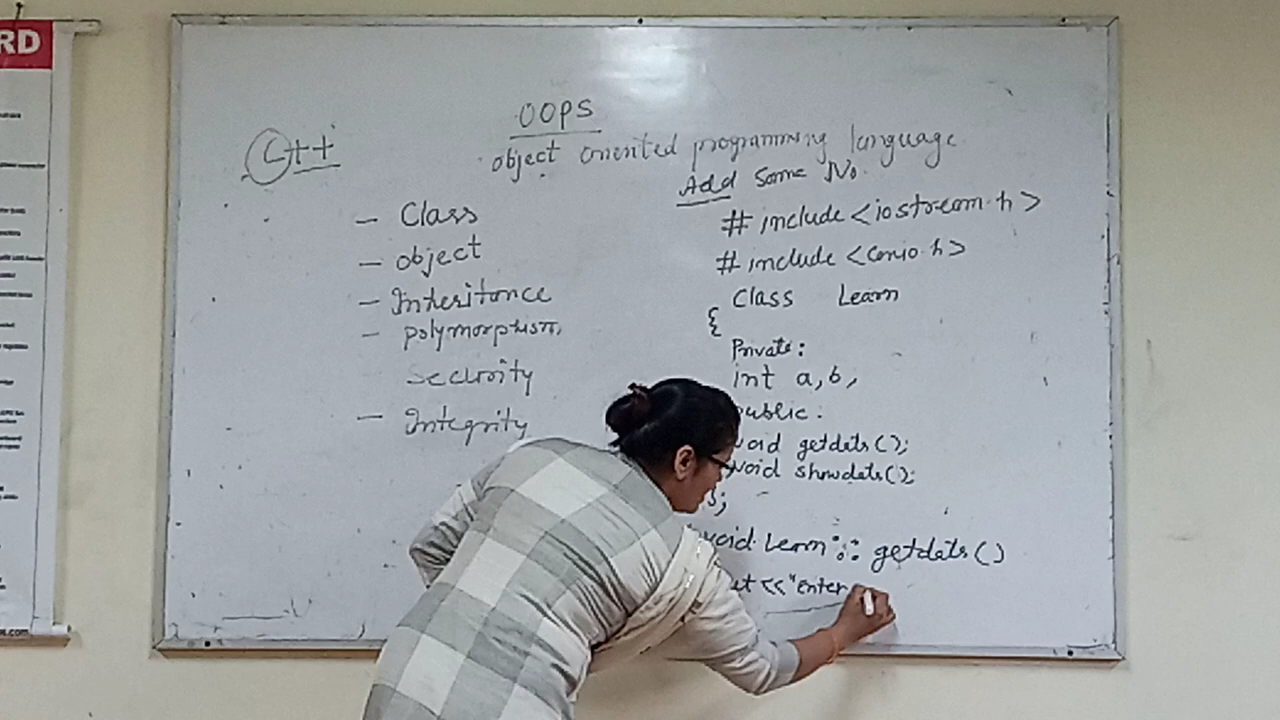 RD
OOPS
object oriented programming language
C++
- Class
- object
- Inheritance
- polymorphism,
Security
- Integrity
Add Some No.
# include <iostream.h>
# include <conio.h>
Class Learn
{
Private:
int a, b,
public:
void getdata();
void showdata();
};
void Learn :: getdata()
ut << "enter